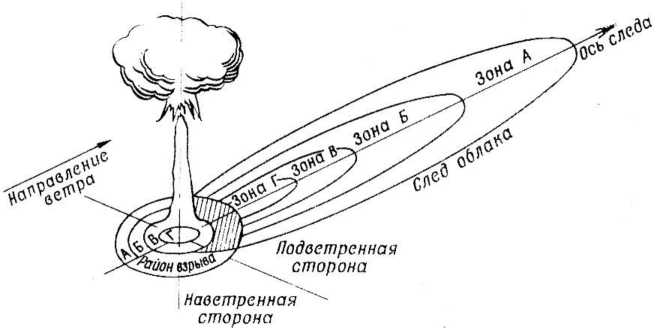 Ось следа
Зона А
Зона Б
Зона В
Зона Г
След облака
Направление
ветра
А Б В Г
Район взрыва
Подветренная
сторона
Наветренная
сторона